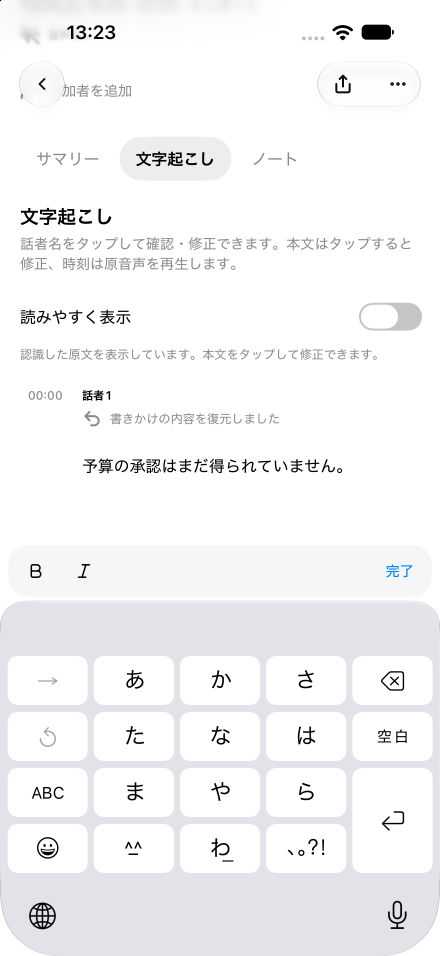 13:23
加者を追加
サマリー 文字起こし ノート
文字起こし
話者名をタップして確認・修正できます。本文はタップすると
修正、時刻は原音声を再生します。
読みやすく表示
認識した原文を表示しています。本文をタップして修正できます。
00:00 話者1
書きかけの内容を復元しました
予算の承認はまだ得られていません。
B I 完了
→ あ か さ
た な は 空白
ABC ま や ら
^^ わ_ 、。?!